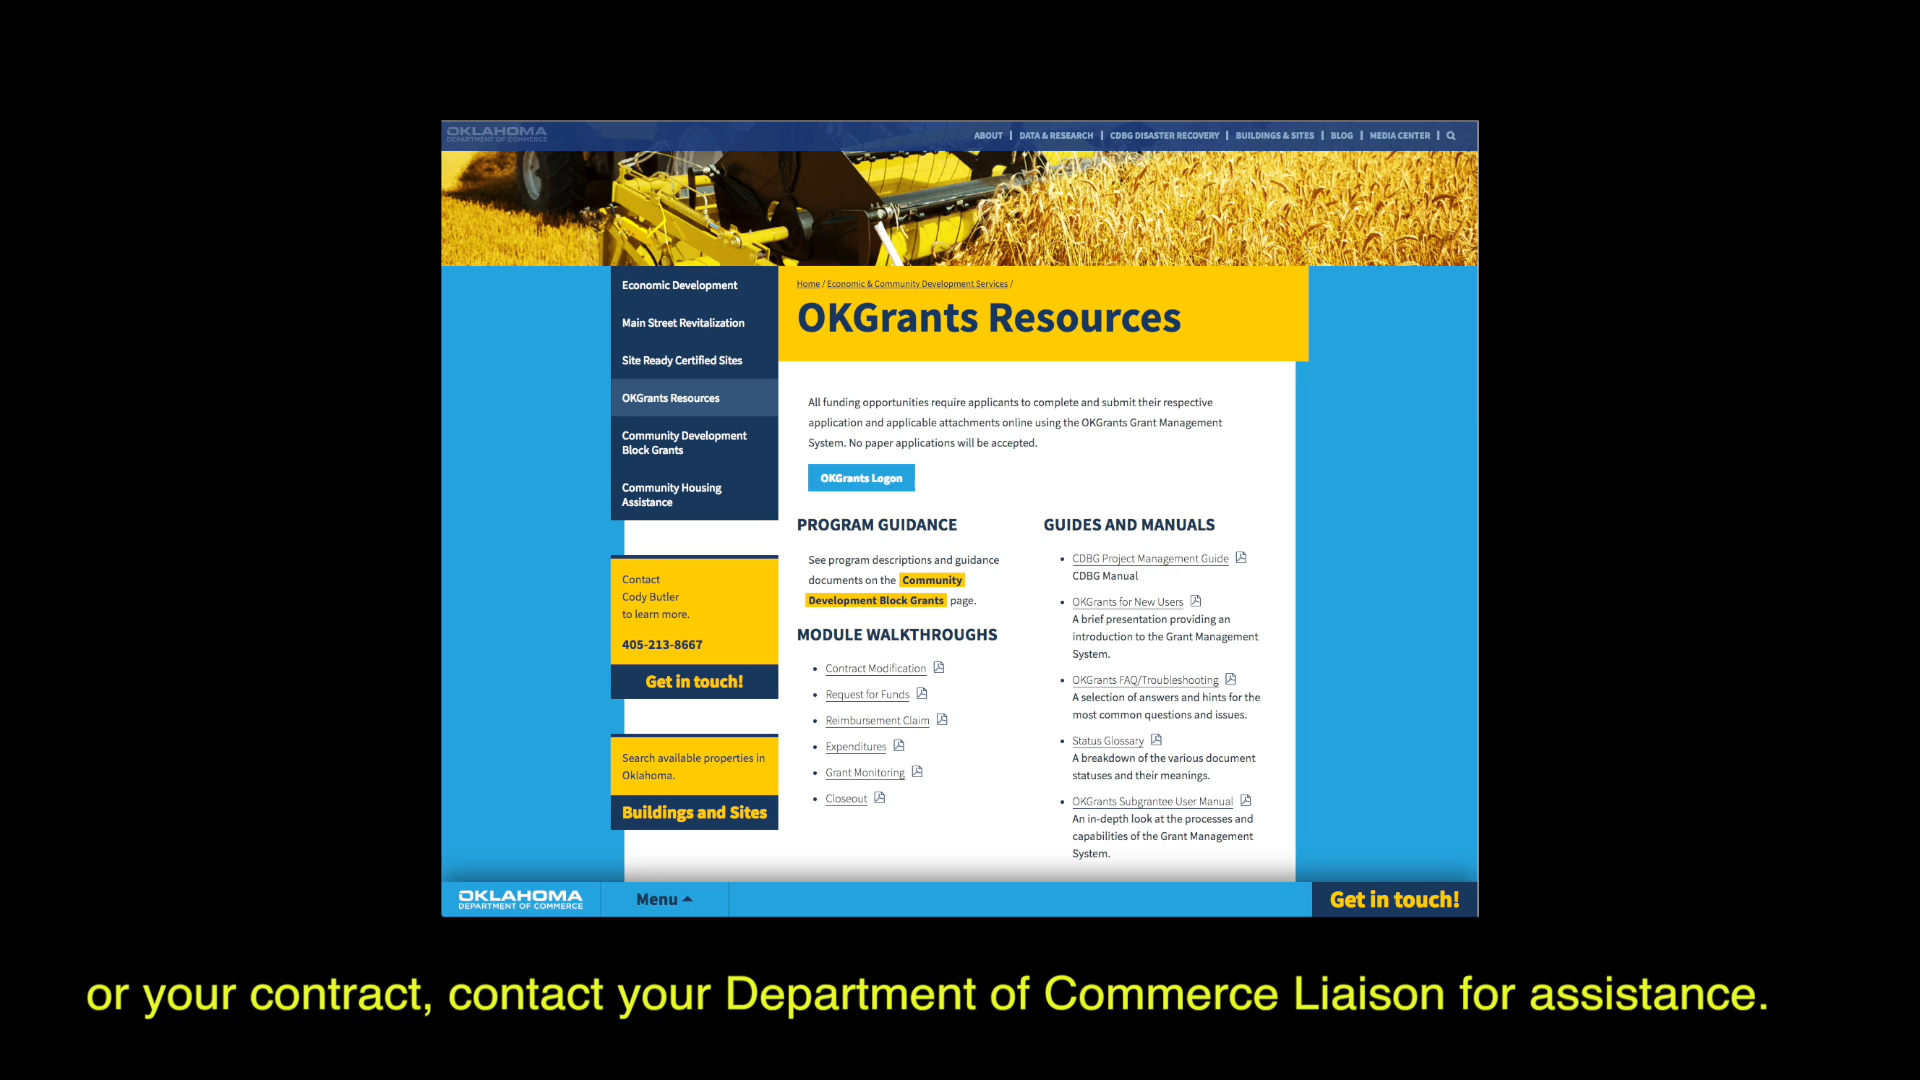 OKLAHOMA
DEPARTMENT OF COMMERCE
ABOUT | DATA & RESEARCH | CDBG DISASTER RECOVERY | BUILDINGS & SITES | BLOG | MEDIA CENTER |
Economic Development
Main Street Revitalization
Site Ready Certified Sites
OKGrants Resources
Community Development
Block Grants
Community Housing
Assistance
Contact
Cody Butler
to learn more.
405-213-8667
Get in touch!
Search available properties in
Oklahoma.
Buildings and Sites
Home / Economic & Community Development Services /
OKGrants Resources
All funding opportunities require applicants to complete and submit their respective
application and applicable attachments online using the OKGrants Grant Management
System. No paper applications will be accepted.
OKGrants Logon
PROGRAM GUIDANCE
See program descriptions and guidance
documents on the Community
Development Block Grants page.
MODULE WALKTHROUGHS
• Contract Modification
• Request for Funds
• Reimbursement Claim
• Expenditures
• Grant Monitoring
• Closeout
GUIDES AND MANUALS
• CDBG Project Management Guide
CDBG Manual
• OKGrants for New Users
A brief presentation providing an
introduction to the Grant Management
System.
• OKGrants FAQ/Troubleshooting
A selection of answers and hints for the
most common questions and issues.
• Status Glossary
A breakdown of the various document
statuses and their meanings.
• OKGrants Subgrantee User Manual
An in-depth look at the processes and
capabilities of the Grant Management
System.
OKLAHOMA
DEPARTMENT OF COMMERCE
Menu
Get in touch!
or your contract, contact your Department of Commerce Liaison for assistance.